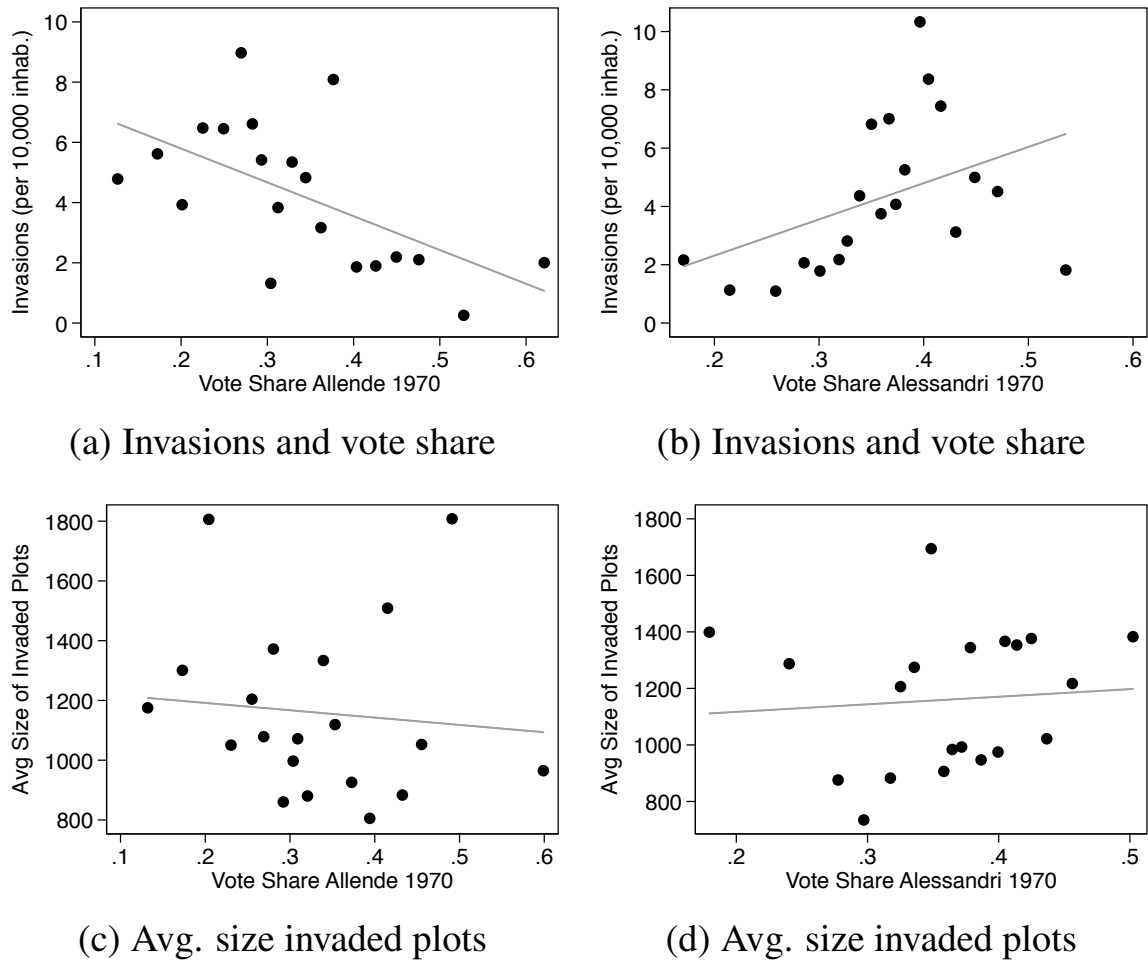 Invasions (per 10,000 inhab.)
10
8
6
4
2
0
.1 .2 .3 .4 .5 .6
Vote Share Allende 1970
(a) Invasions and vote share
Invasions (per 10,000 inhab.)
10
8
6
4
2
0
.2 .3 .4 .5 .6
Vote Share Alessandri 1970
(b) Invasions and vote share
Avg Size of Invaded Plots
1800
1600
1400
1200
1000
800
.1 .2 .3 .4 .5 .6
Vote Share Allende 1970
(c) Avg. size invaded plots
Avg Size of Invaded Plots
1800
1600
1400
1200
1000
800
.2 .3 .4 .5
Vote Share Alessandri 1970
(d) Avg. size invaded plots